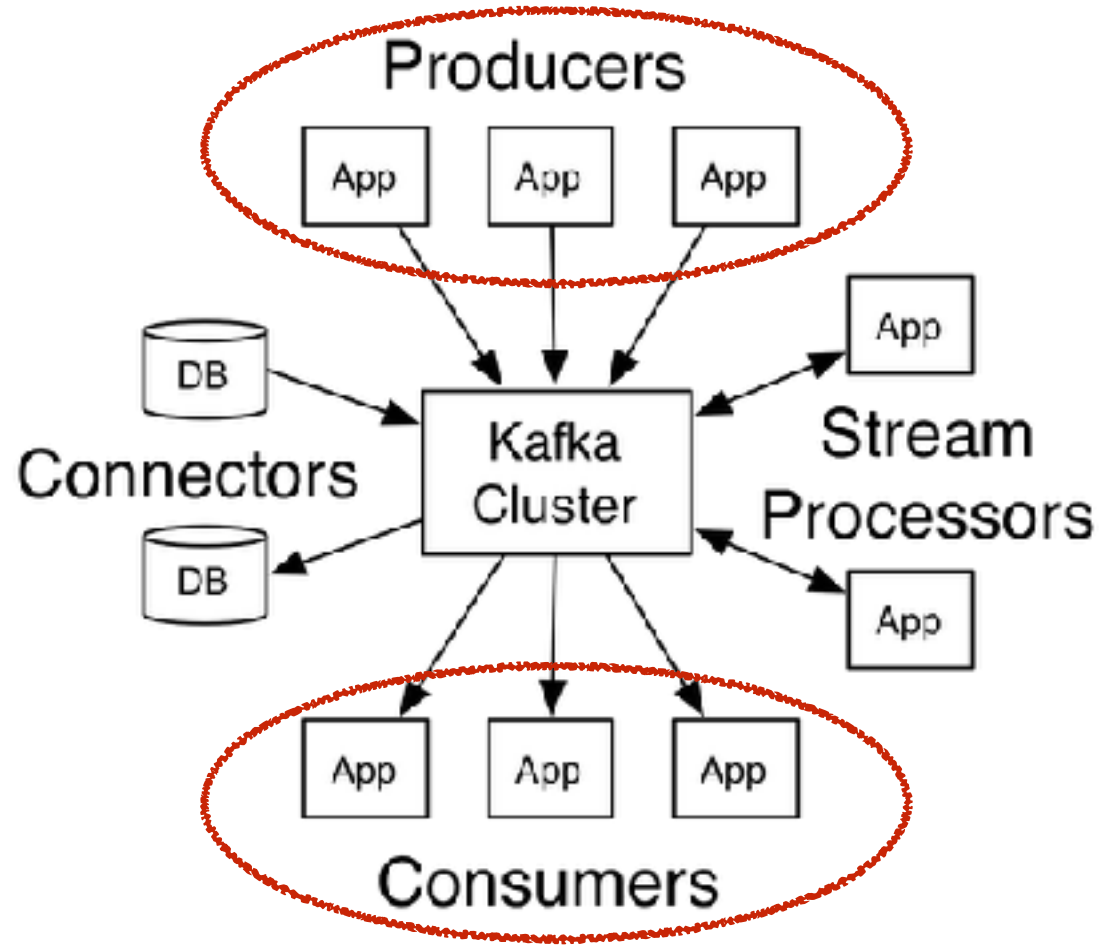 Producers
App
App
App
DB
App
Kafka
Cluster
Stream
Processors
Connectors
DB
App
App
App
App
Consumers